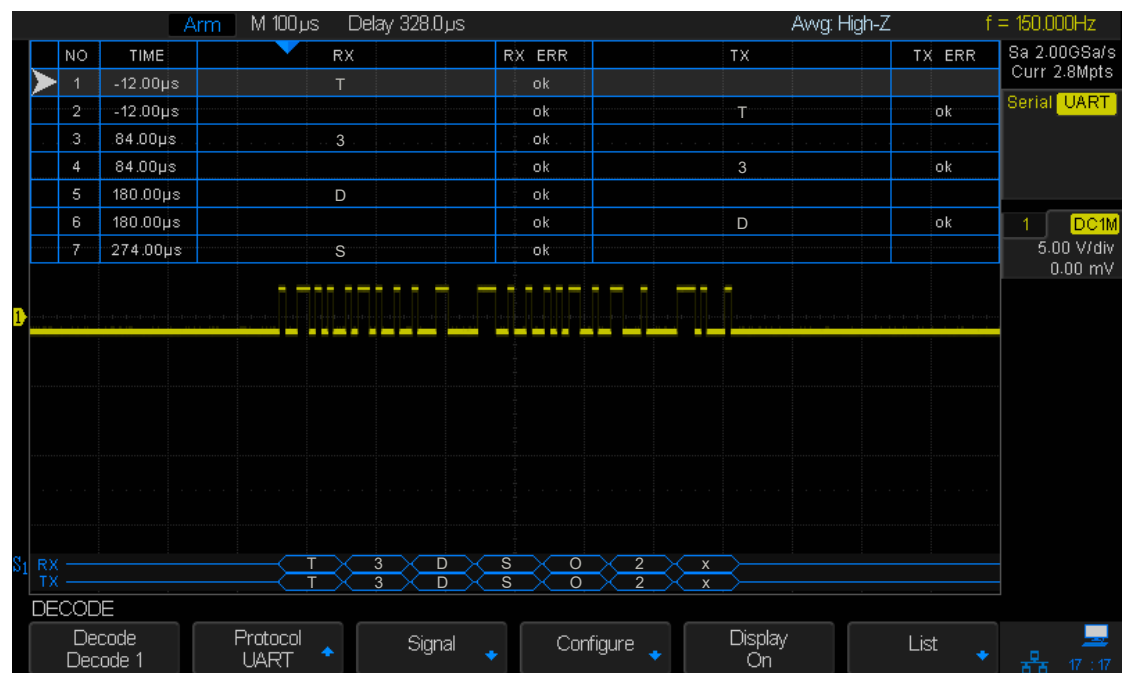 Arm M 100µs Delay 328.0µs Awg: High-Z f = 150.000Hz
Sa 2.00GSa/s
Curr 2.8Mpts
Serial UART
NO TIME RX RX ERR TX TX ERR
1 -12.00µs T ok
2 -12.00µs ok T ok
3 84.00µs 3 ok
4 84.00µs ok 3 ok
5 180.00µs D ok
6 180.00µs ok D ok
7 274.00µs S ok
1 DC1M
5.00 V/div
0.00 mV
1
S1 RX T 3 D S O 2 x
TX T 3 D S O 2 x
DECODE
Decode
Decode 1
Protocol
UART
Signal
Configure
Display
On
List
17 : 17